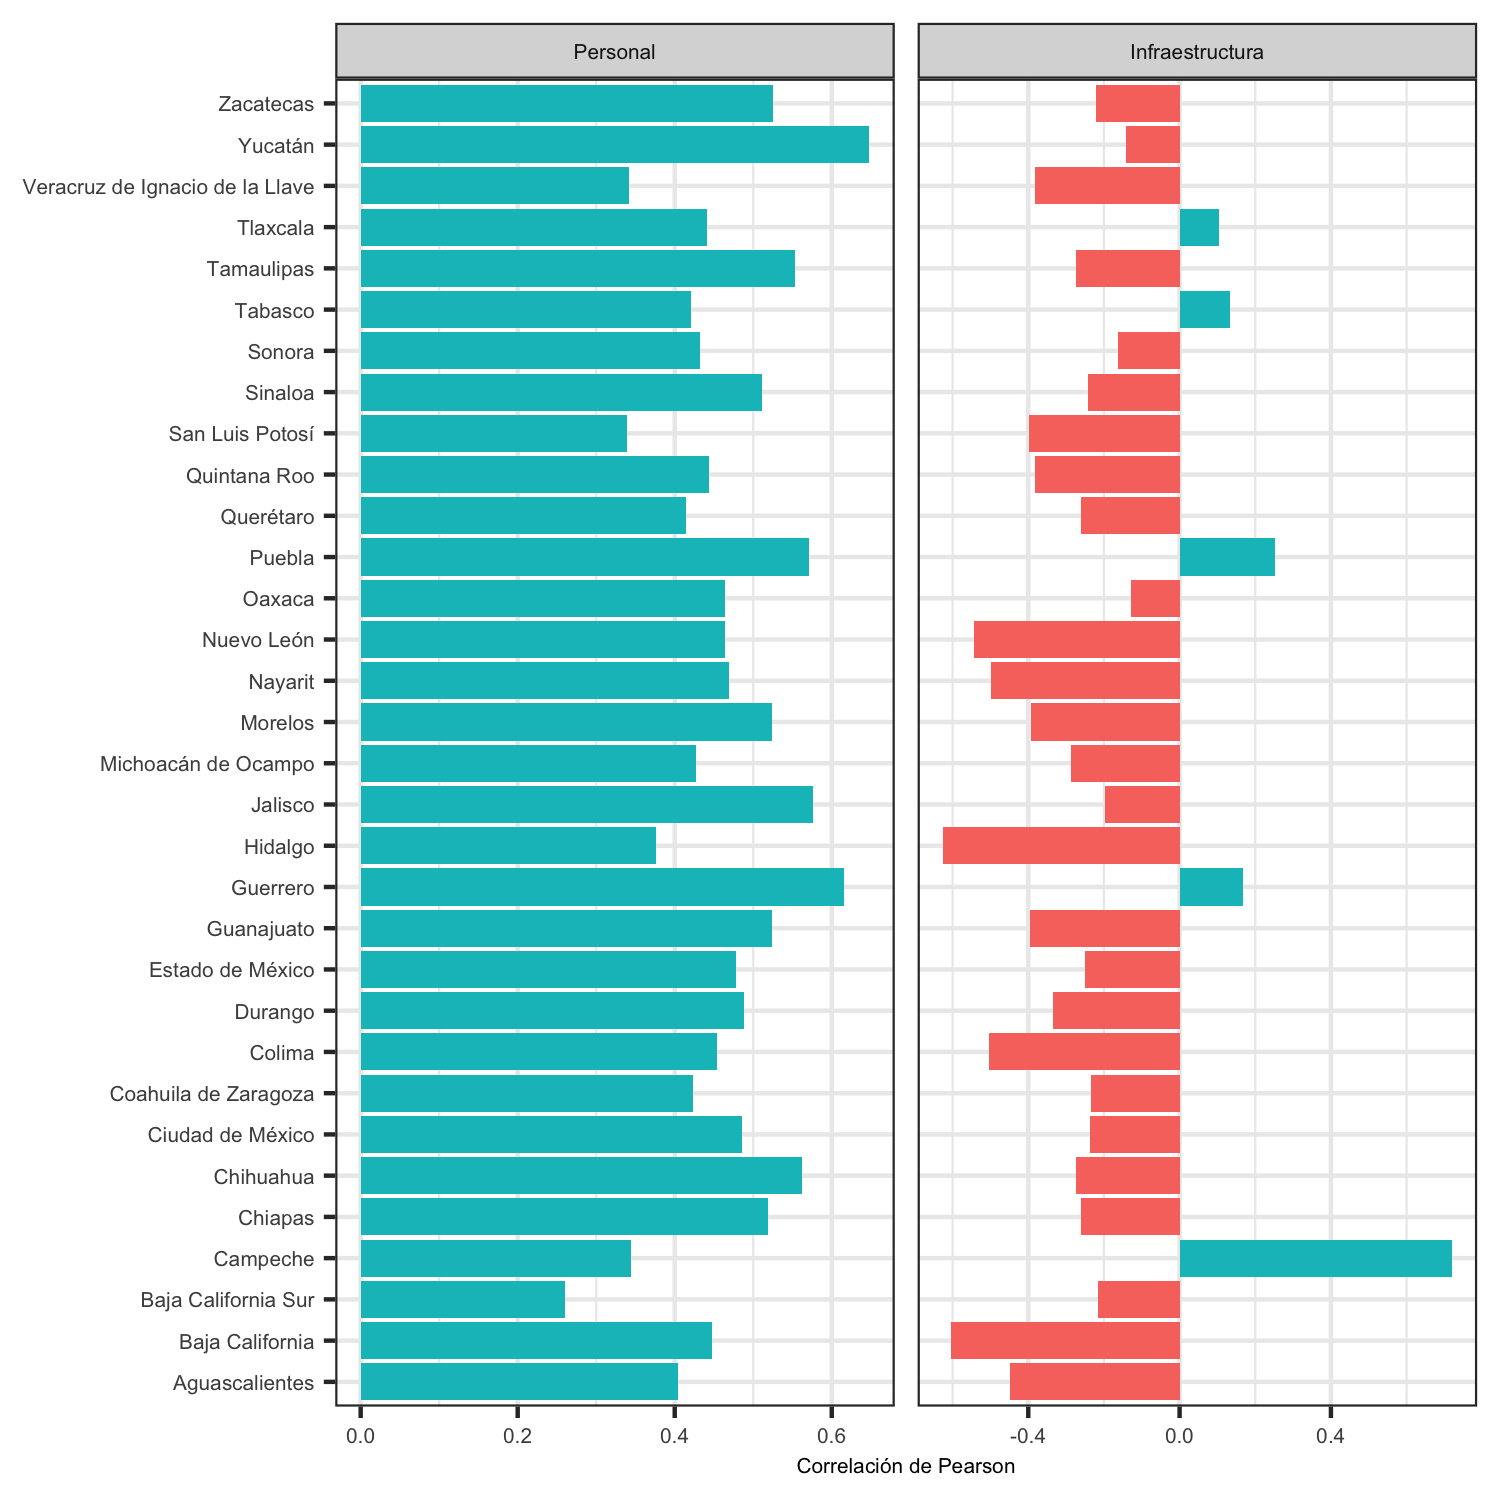 Personal
Infraestructura
Zacatecas
Yucatán
Veracruz de Ignacio de la Llave
Tlaxcala
Tamaulipas
Tabasco
Sonora
Sinaloa
San Luis Potosí
Quintana Roo
Querétaro
Puebla
Oaxaca
Nuevo León
Nayarit
Morelos
Michoacán de Ocampo
Jalisco
Hidalgo
Guerrero
Guanajuato
Estado de México
Durango
Colima
Coahuila de Zaragoza
Ciudad de México
Chihuahua
Chiapas
Campeche
Baja California Sur
Baja California
Aguascalientes
0.0 0.2 0.4 0.6
-0.4 0.0 0.4
Correlación de Pearson